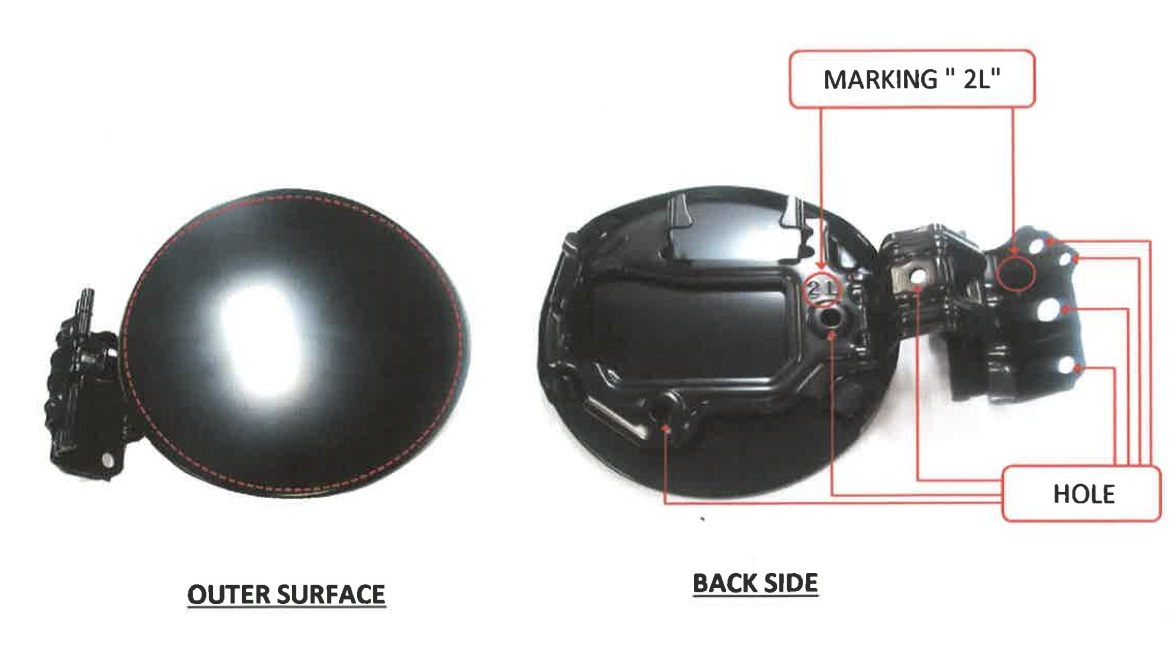 MARKING " 2L"
2L
HOLE
OUTER SURFACE
BACK SIDE